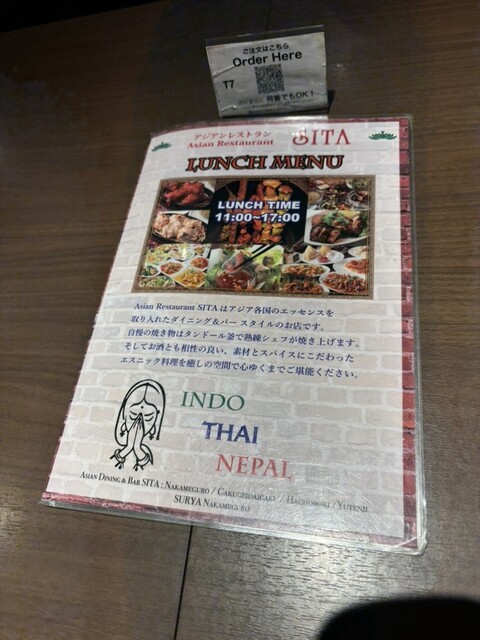 ご注文はこちら
Order Here
T7
何皿でもOK!
アジアンレストラン
Asian Restaurant SITA
LUNCH MENU
LUNCH TIME
11:00~17:00
Asian Restaurant SITA はアジア各国のエッセンスを
取り入れたダイニング＆バー スタイルのお店です。
自慢の焼き物はタンドール釜で熟練シェフが焼き上げます。
そしてお酒とも相性の良い、素材とスパイスにこだわった
エスニック料理を癒しの空間で心ゆくまでご堪能ください。
INDO
THAI
NEPAL
ASIAN DINING & BAR SITA : NAKAMEGURO / GAKUGEIDAIGAKU / HACHOBORI / YUTENJI
SURYA NAKAMEGURO